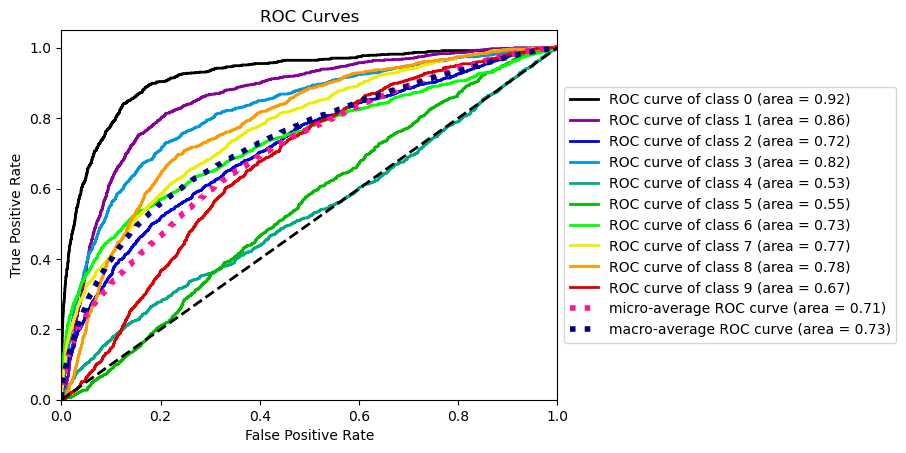 ROC Curves
1.0
0.8
0.6
0.4
0.2
0.0
True Positive Rate
0.0 0.2 0.4 0.6 0.8 1.0
False Positive Rate
ROC curve of class 0 (area = 0.92)
ROC curve of class 1 (area = 0.86)
ROC curve of class 2 (area = 0.72)
ROC curve of class 3 (area = 0.82)
ROC curve of class 4 (area = 0.53)
ROC curve of class 5 (area = 0.55)
ROC curve of class 6 (area = 0.73)
ROC curve of class 7 (area = 0.77)
ROC curve of class 8 (area = 0.78)
ROC curve of class 9 (area = 0.67)
micro-average ROC curve (area = 0.71)
macro-average ROC curve (area = 0.73)